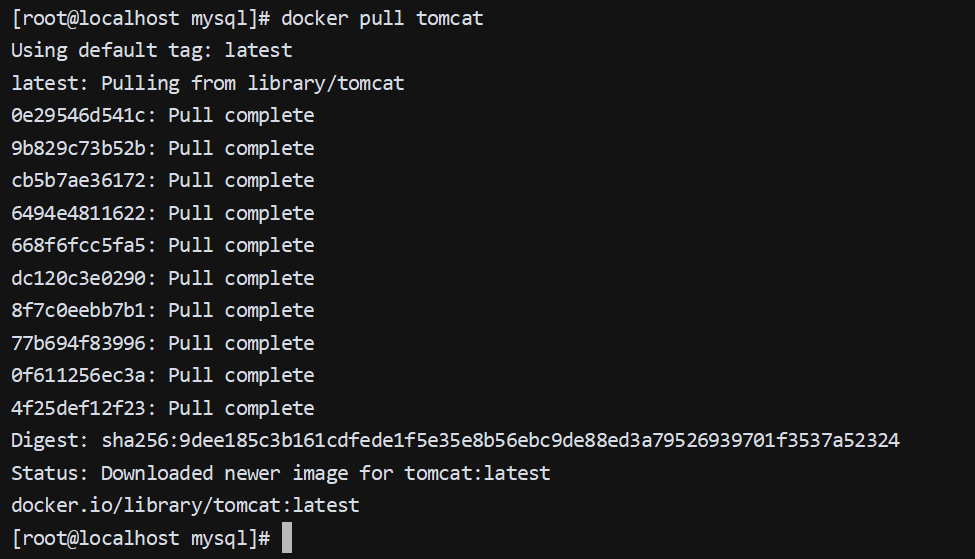 [root@localhost mysql]# docker pull tomcat
Using default tag: latest
latest: Pulling from library/tomcat
0e29546d541c: Pull complete
9b829c73b52b: Pull complete
cb5b7ae36172: Pull complete
6494e4811622: Pull complete
668f6fcc5fa5: Pull complete
dc120c3e0290: Pull complete
8f7c0eebb7b1: Pull complete
77b694f83996: Pull complete
0f611256ec3a: Pull complete
4f25def12f23: Pull complete
Digest: sha256:9dee185c3b161cdfede1f5e35e8b56ebc9de88ed3a79526939701f3537a52324
Status: Downloaded newer image for tomcat:latest
docker.io/library/tomcat:latest
[root@localhost mysql]#